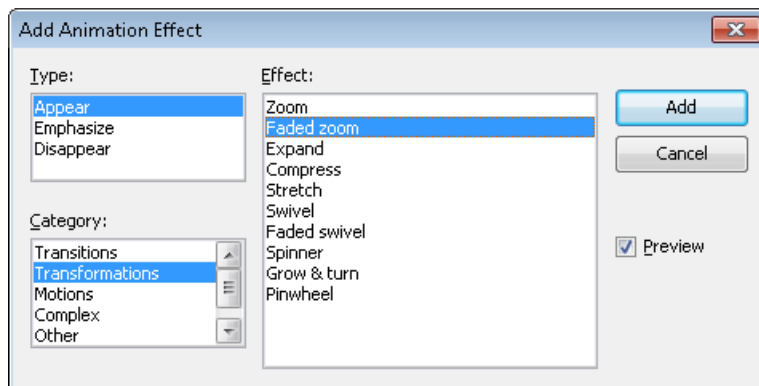 Add Animation Effect
Type:
Appear
Emphasize
Disappear
Category:
Transitions
Transformations
Motions
Complex
Other
Effect:
Zoom
Faded zoom
Expand
Compress
Stretch
Swivel
Faded swivel
Spinner
Grow & turn
Pinwheel
Add
Cancel
Preview